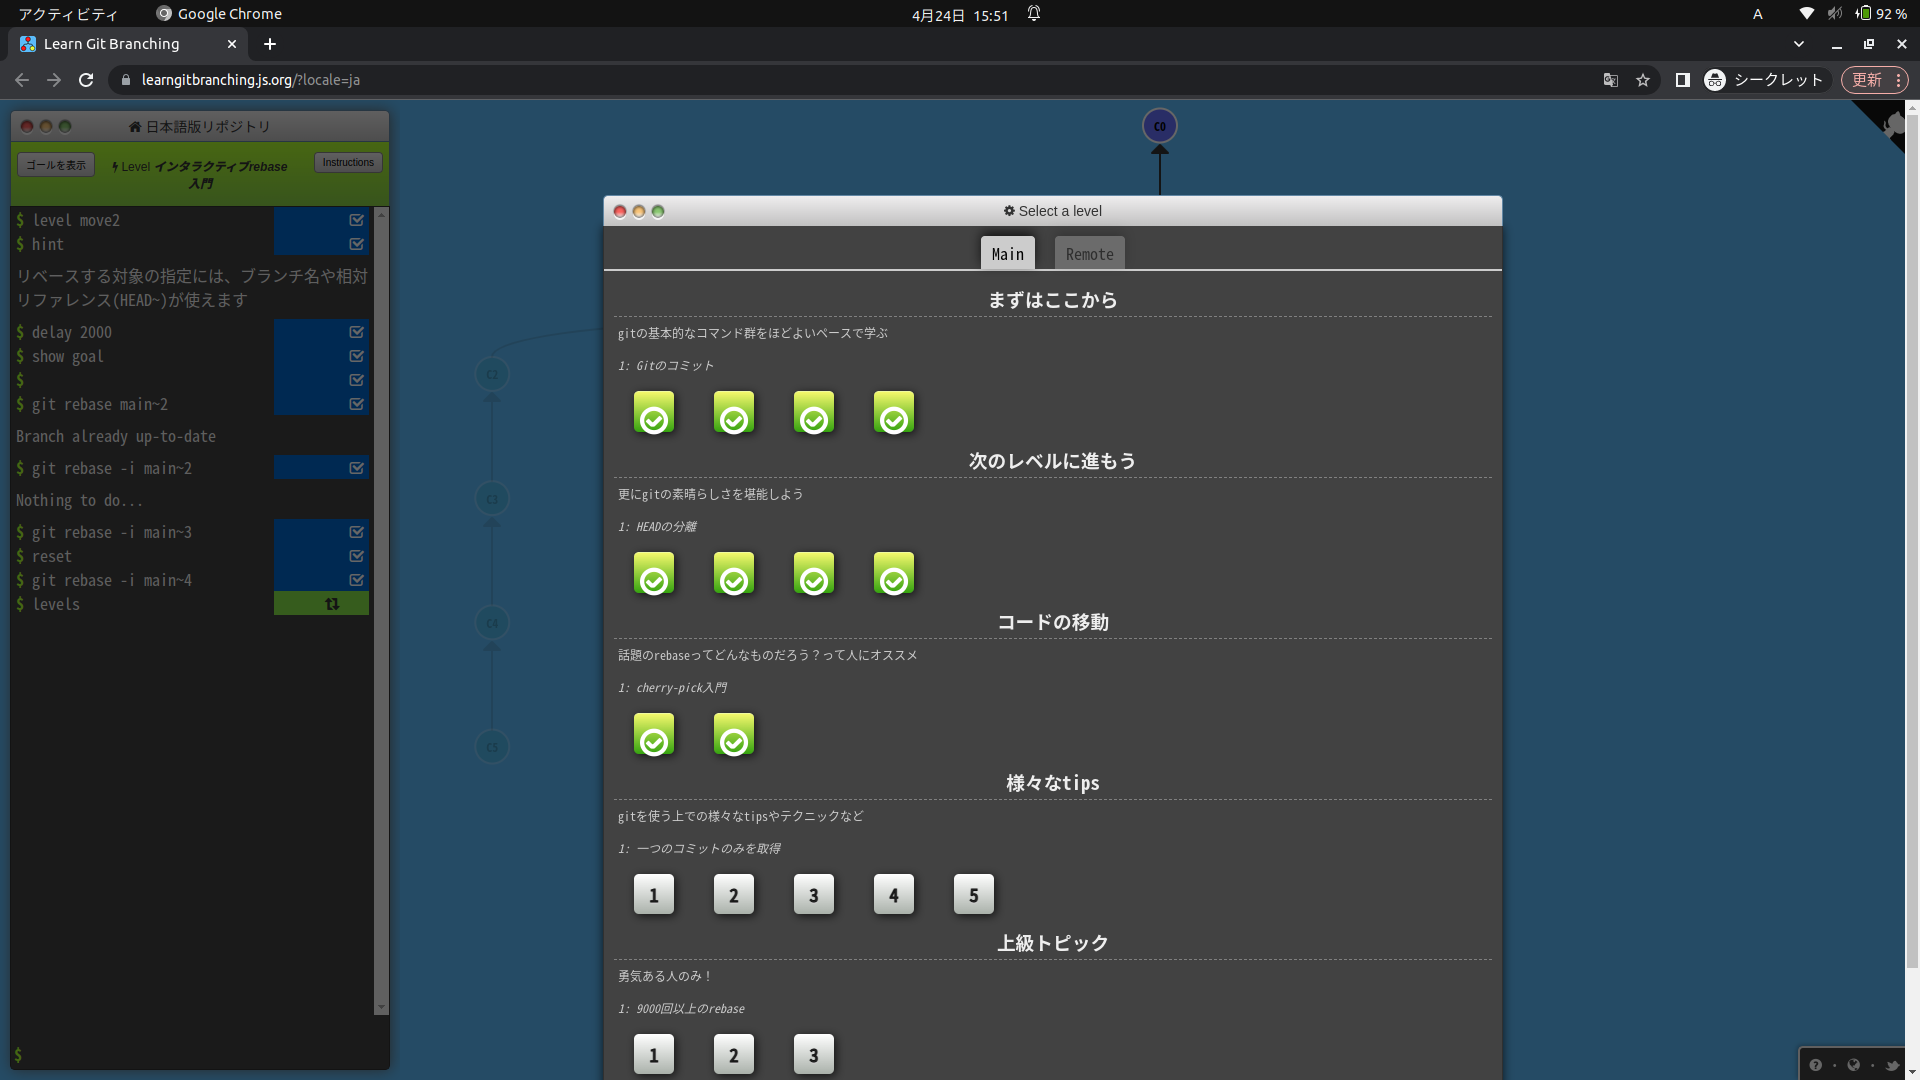 アクティビティ
Google Chrome
4月24日 15:51
A
92 %
Learn Git Branching
learngitbranching.js.org/?locale=ja
シークレット
更新
日本語版リポジトリ
ゴールを表示
Level インタラクティブrebase
入門
Instructions
$ level move2
$ hint
リベースする対象の指定には、ブランチ名や相対
リファレンス(HEAD~)が使えます
$ delay 2000
$ show goal
$
$ git rebase main~2
Branch already up-to-date
$ git rebase -i main~2
Nothing to do...
$ git rebase -i main~3
$ reset
$ git rebase -i main~4
$ levels
$
C0
C2
C3
C4
C5
Select a level
Main
Remote
まずはここから
gitの基本的なコマンド群をほどよいペースで学ぶ
1: Gitのコミット
次のレベルに進もう
更にgitの素晴らしさを堪能しよう
1: HEADの分離
コードの移動
話題のrebaseってどんなものだろう？って人にオススメ
1: cherry-pick入門
様々なtips
gitを使う上での様々なtipsやテクニックなど
1: 一つのコミットのみを取得
1 2 3 4 5
上級トピック
勇気ある人のみ！
1: 9000回以上のrebase
1 2 3